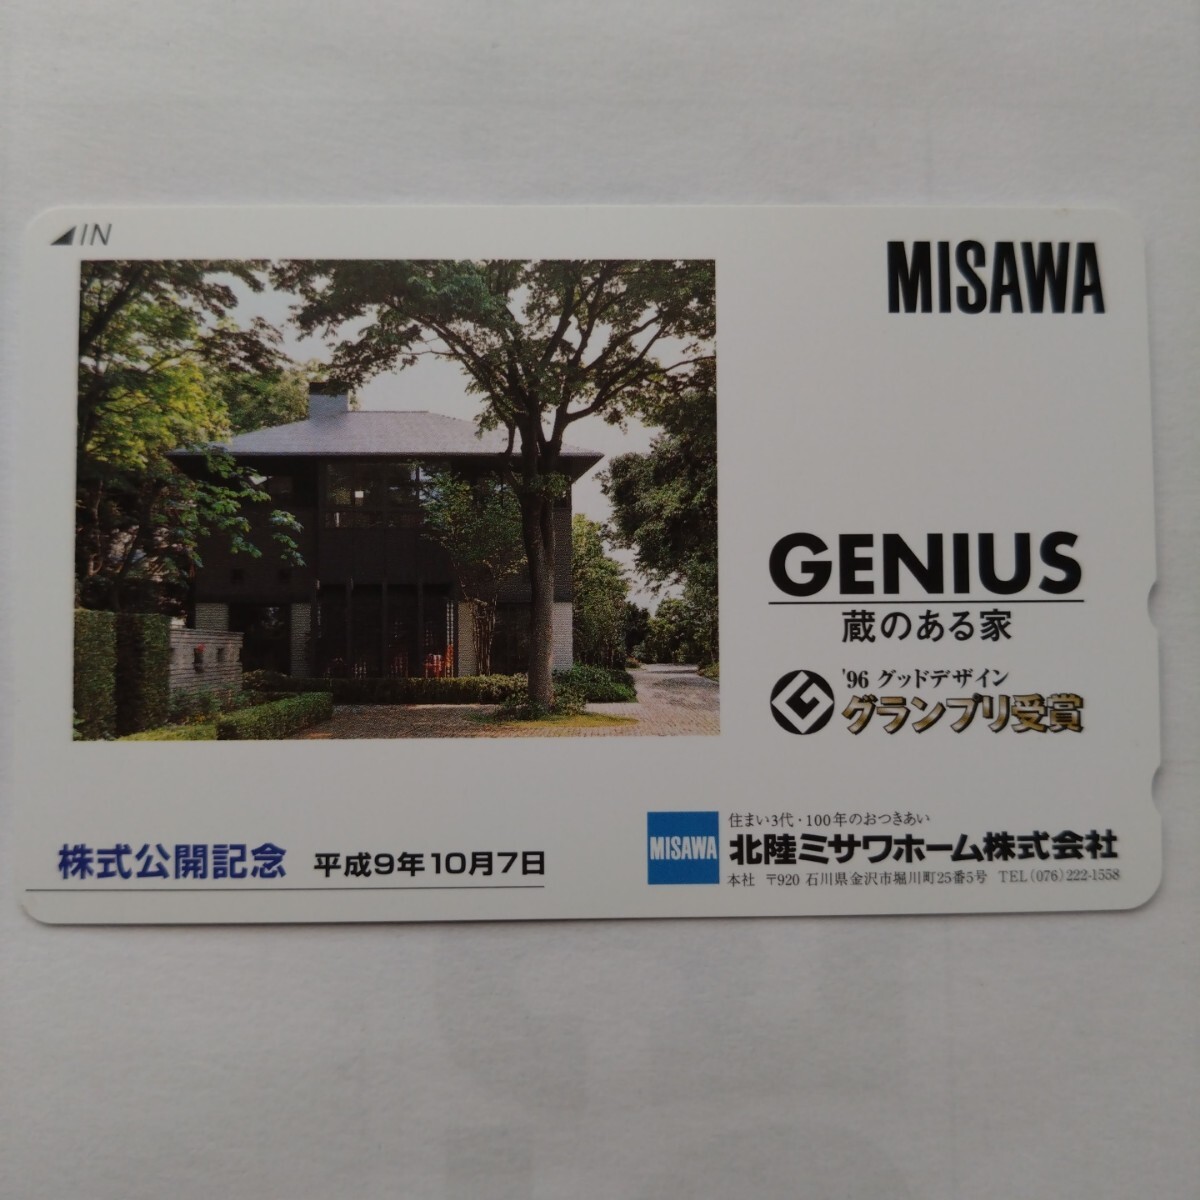 IN
MISAWA
GENIUS
蔵のある家
'96 グッドデザイン
グランプリ受賞
株式公開記念 平成9年10月7日
MISAWA
住まい3代・100年のおつきあい
北陸ミサワホーム株式会社
本社 〒920 石川県金沢市堀川町25番5号 TEL(076)222-1558